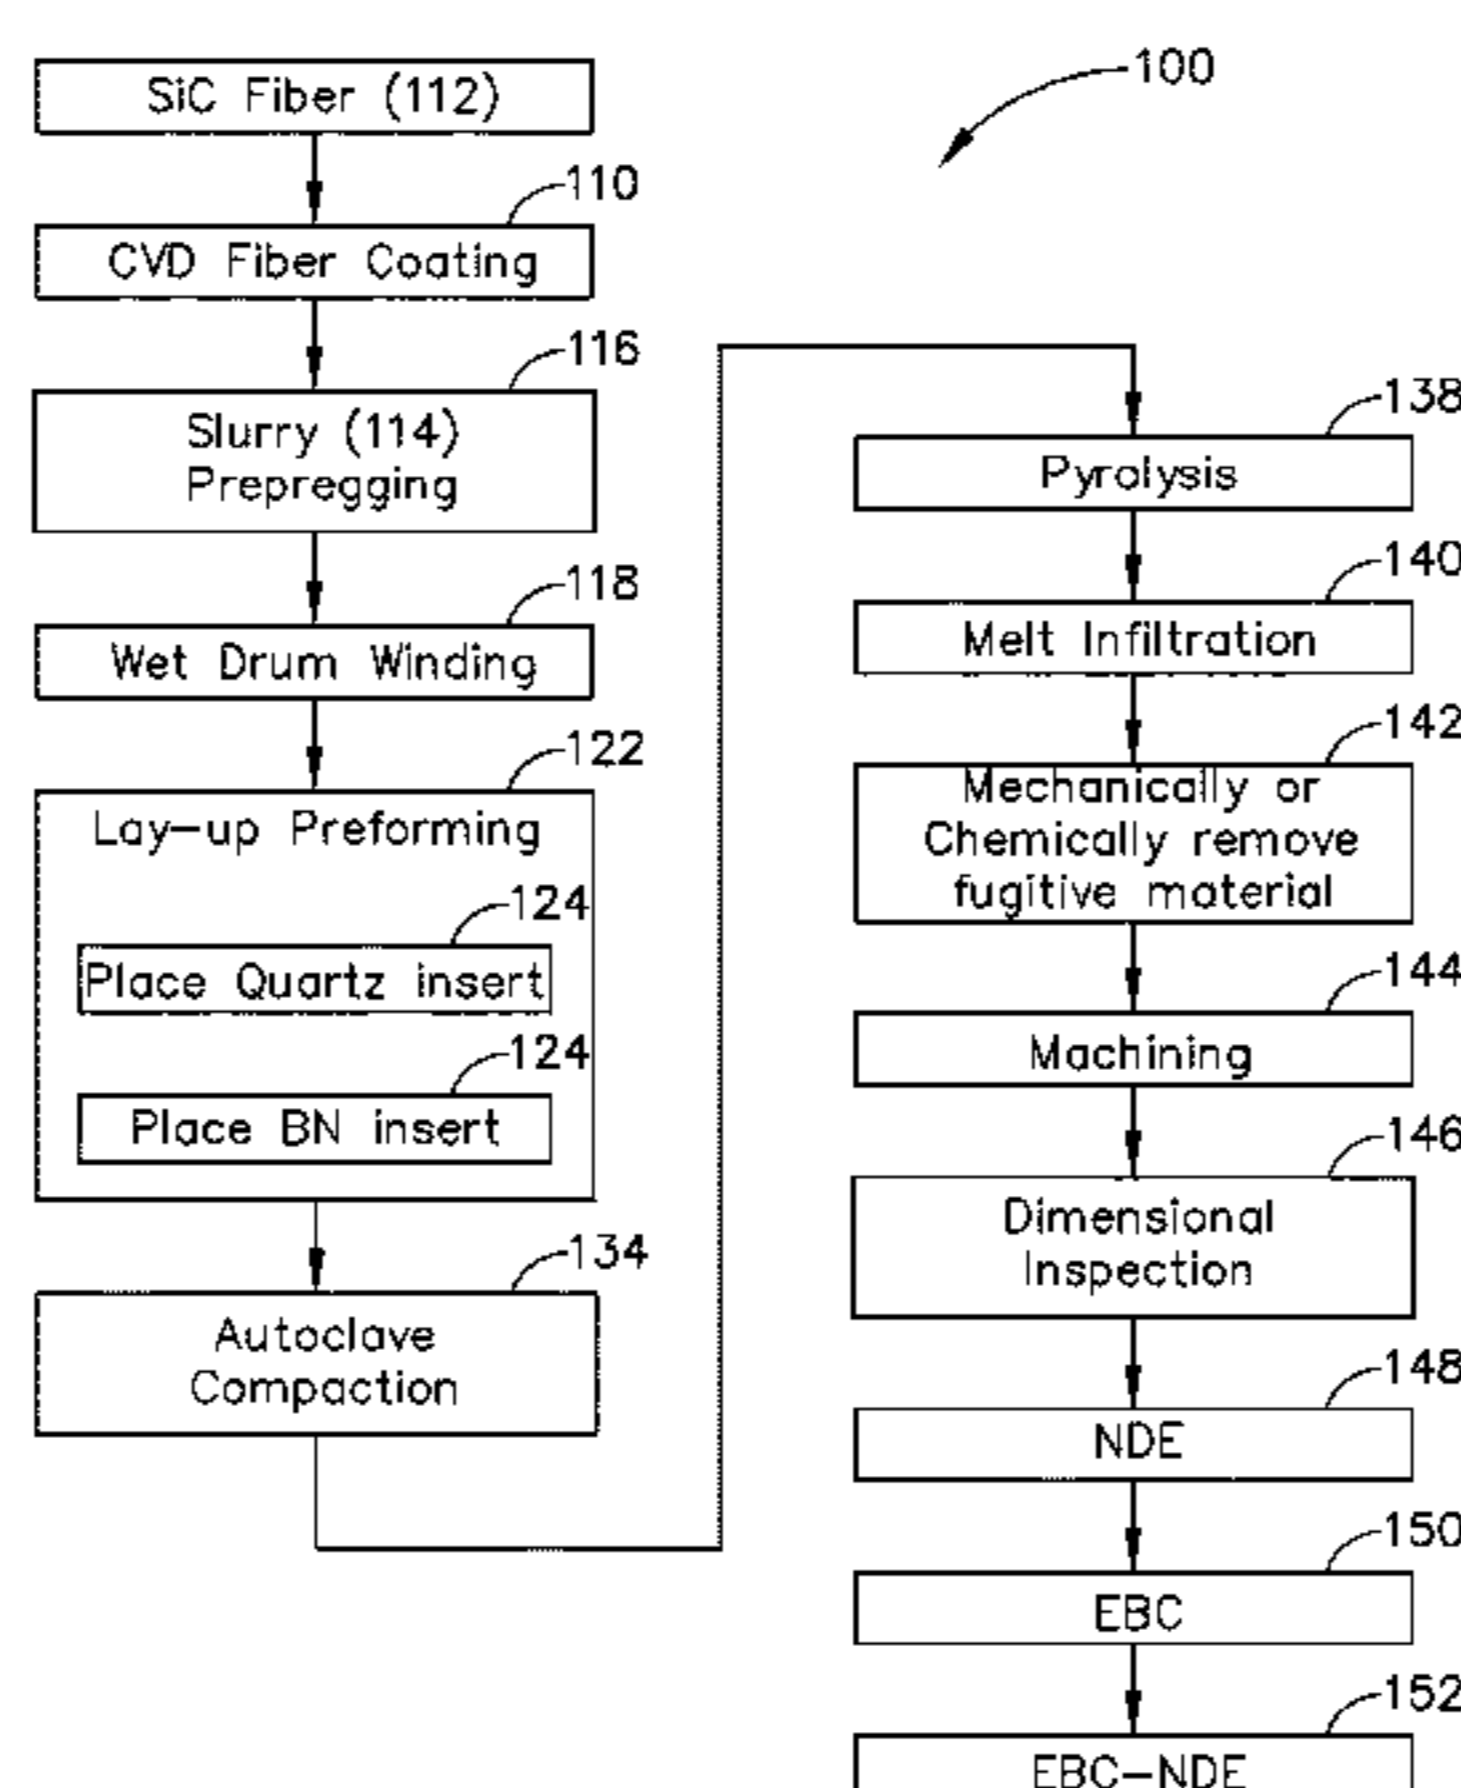 100
SiC Fiber (112)
110
CVD Fiber Coating
116
Slurry (114)
Prepregging
118
Wet Drum Winding
122
Lay-up Preforming
124
Place Quartz insert
124
Place BN insert
134
Autoclave
Compaction
138
Pyrolysis
140
Melt Infiltration
142
Mechanically or
Chemically remove
fugitive material
144
Machining
146
Dimensional
Inspection
148
NDE
150
EBC
152
EBC-NDE